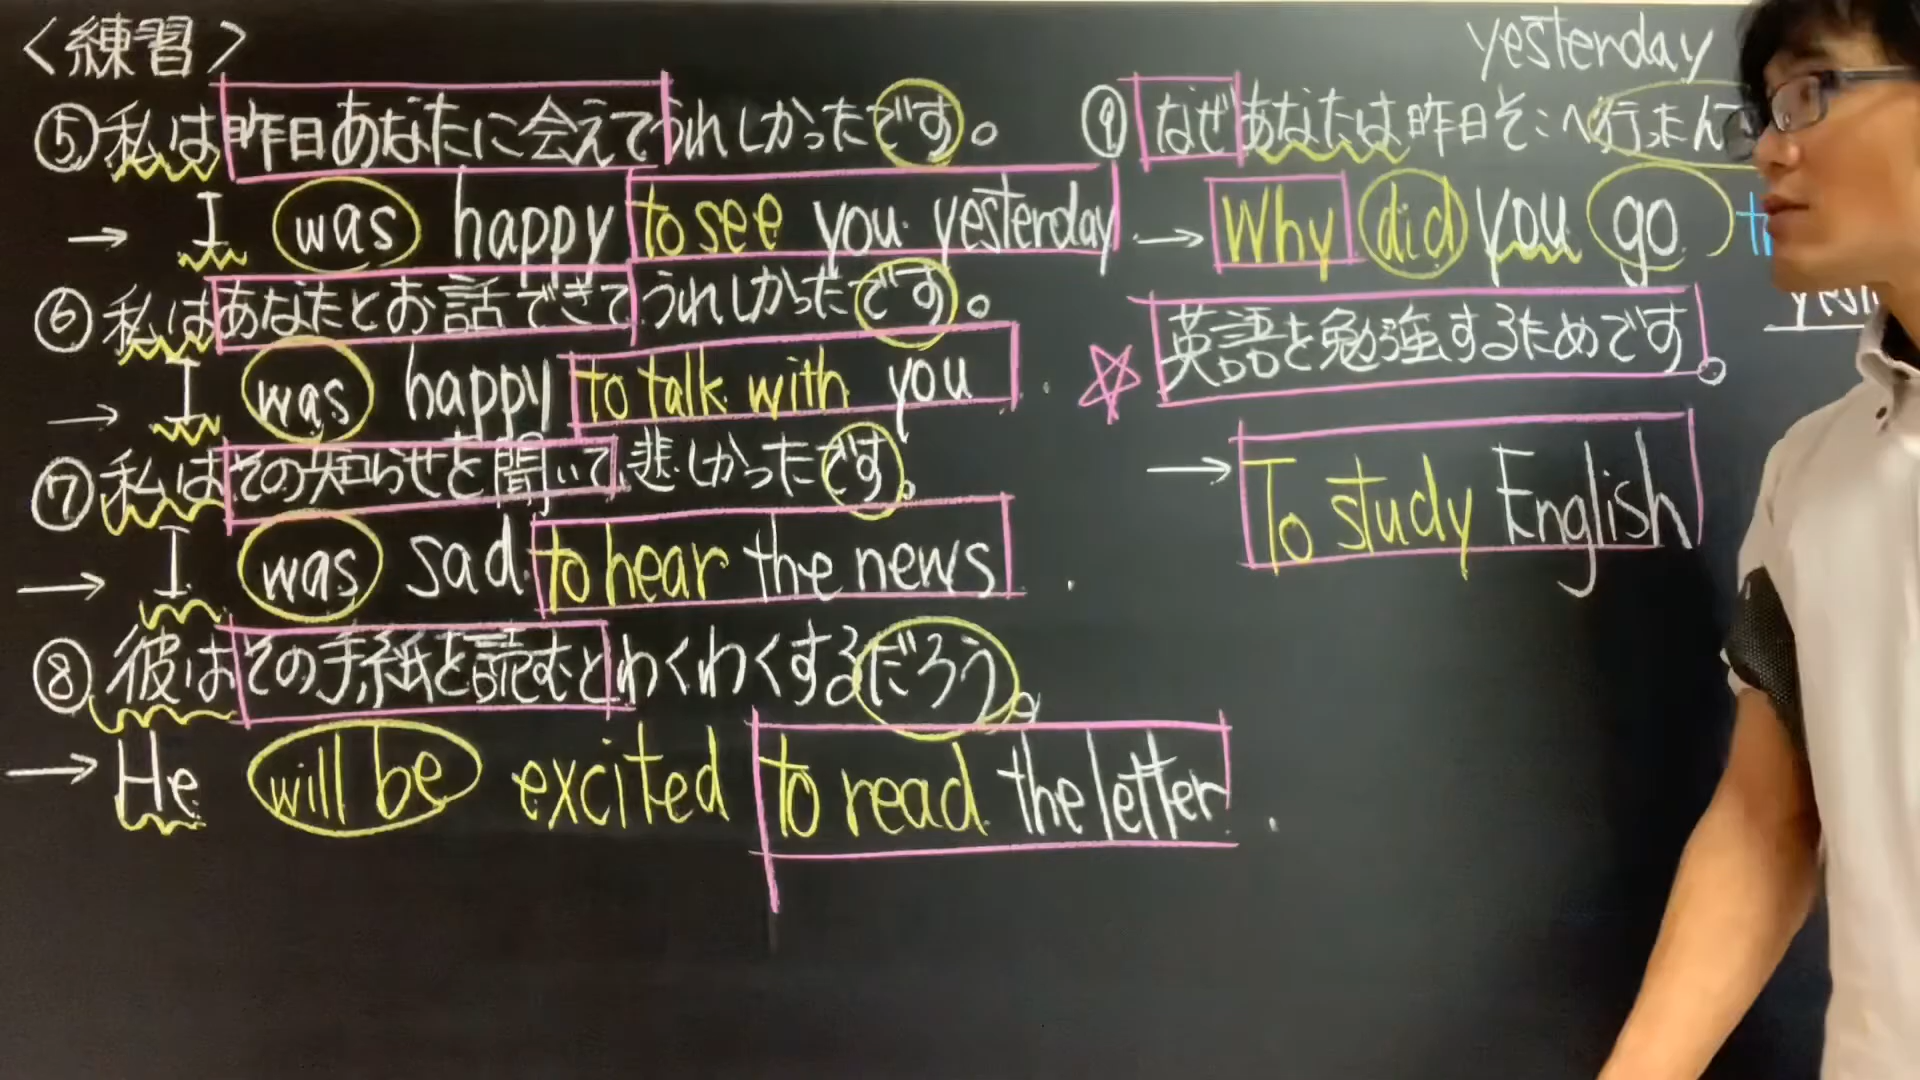 ＜練習＞
⑤私は昨日あなたに会えてうれしかったです。
→ I was happy to see you yesterday
⑥私はあなたとお話できてうれしかったです。
→ I was happy to talk with you.
⑦私はその知らせを聞いて悲しかったです。
→ I was sad to hear the news.
⑧彼はその手紙を読むとわくわくするだろう。
→ He will be excited to read the letter.
yesterday
⑨なぜあなたは昨日そこへ行ったん
→ Why did you go
☆英語を勉強するためです。
→ To study English